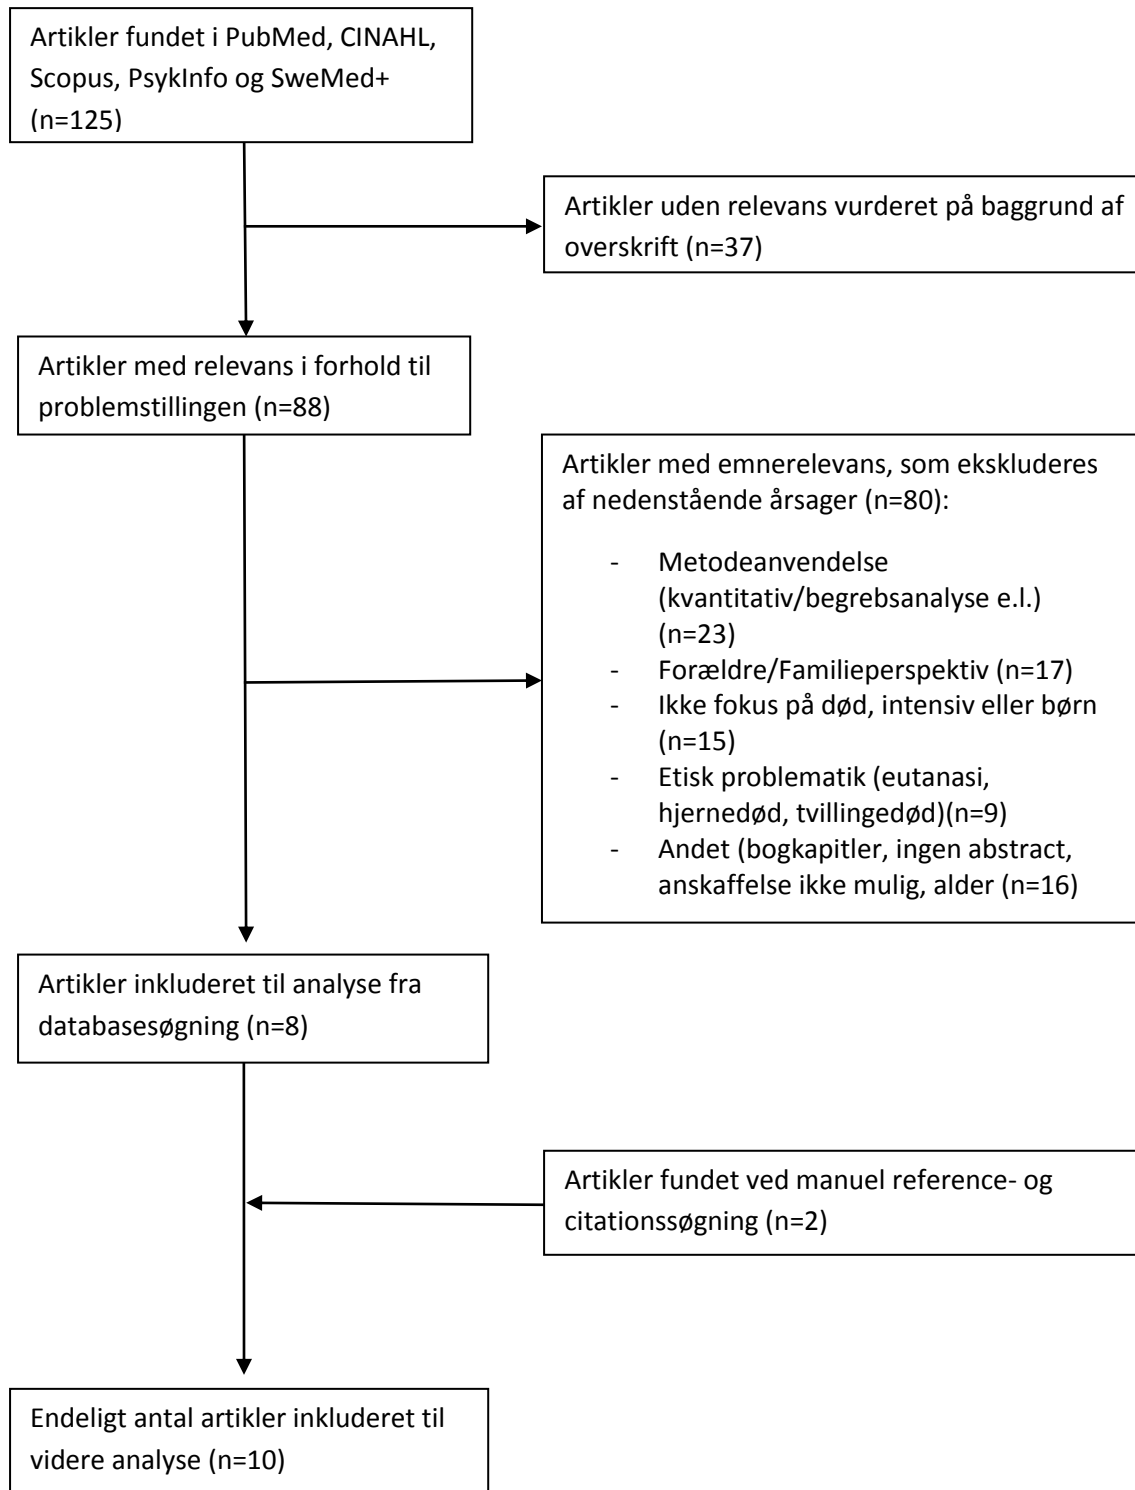 Artikler fundet i PubMed, CINAHL,
Scopus, PsykInfo og SweMed+
(n=125)
Artikler uden relevans vurderet på baggrund af
overskrift (n=37)
Artikler med relevans i forhold til
problemstillingen (n=88)
Artikler med emnerelevans, som ekskluderes
af nedenstående årsager (n=80):
- Metodeanvendelse
(kvantitativ/begrebsanalyse e.l.)
(n=23)
- Forældre/Familieperspektiv (n=17)
- Ikke fokus på død, intensiv eller børn
(n=15)
- Etisk problematik (eutanasi,
hjernedød, tvillingedød)(n=9)
- Andet (bogkapitler, ingen abstract,
anskaffelse ikke mulig, alder (n=16)
Artikler inkluderet til analyse fra
databasesøgning (n=8)
Artikler fundet ved manuel reference- og
citationssøgning (n=2)
Endeligt antal artikler inkluderet til
videre analyse (n=10)